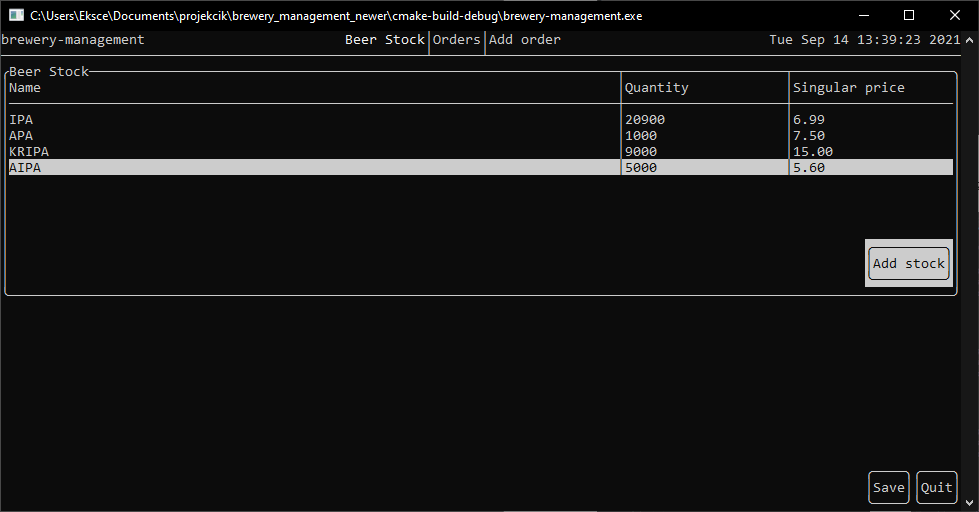 C:\Users\Eksce\Documents\projekcik\brewery_management_newer\cmake-build-debug\brewery-management.exe
brewery-management Beer Stock Orders Add order Tue Sep 14 13:39:23 2021
Beer Stock
Name Quantity Singular price
IPA 20900 6.99
APA 1000 7.50
KRIPA 9000 15.00
AIPA 5000 5.60
Add stock
Save Quit